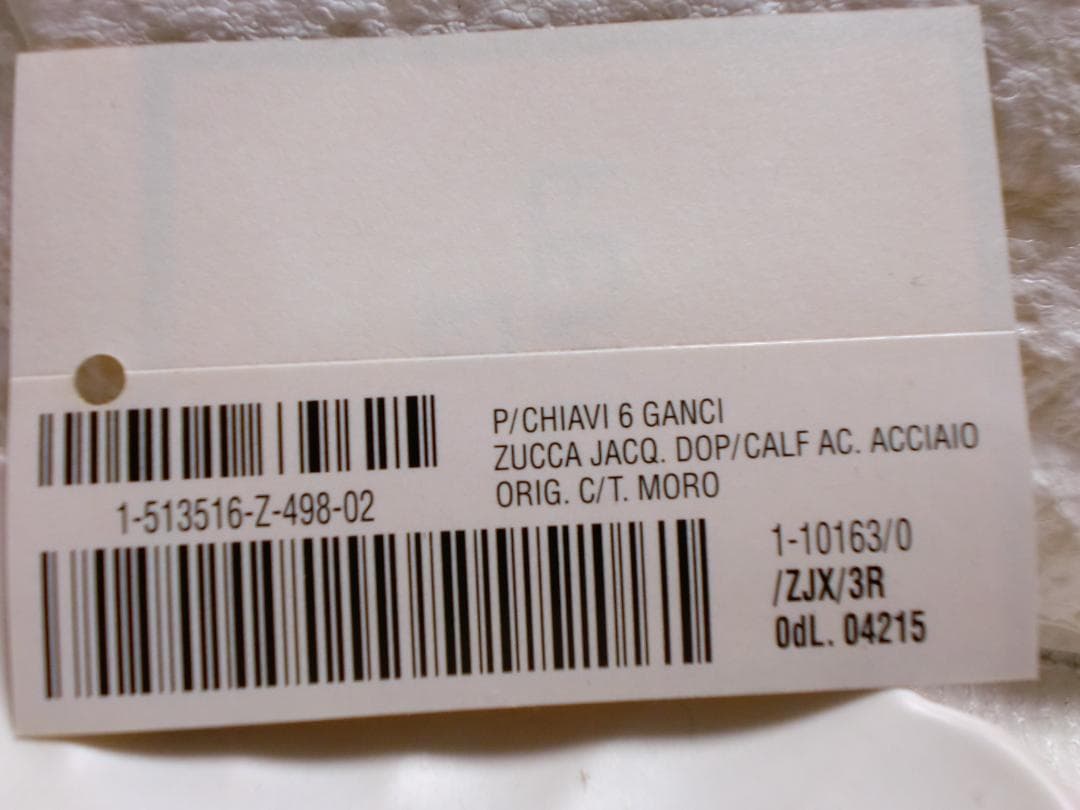 P/CHIAVI 6 GANCI
ZUCCA JACQ. DOP/CALF AC. ACCIAIO
ORIG. C/T. MORO
1-513516-Z-498-02
1-10163/0
/ZJX/3R
0dL. 04215